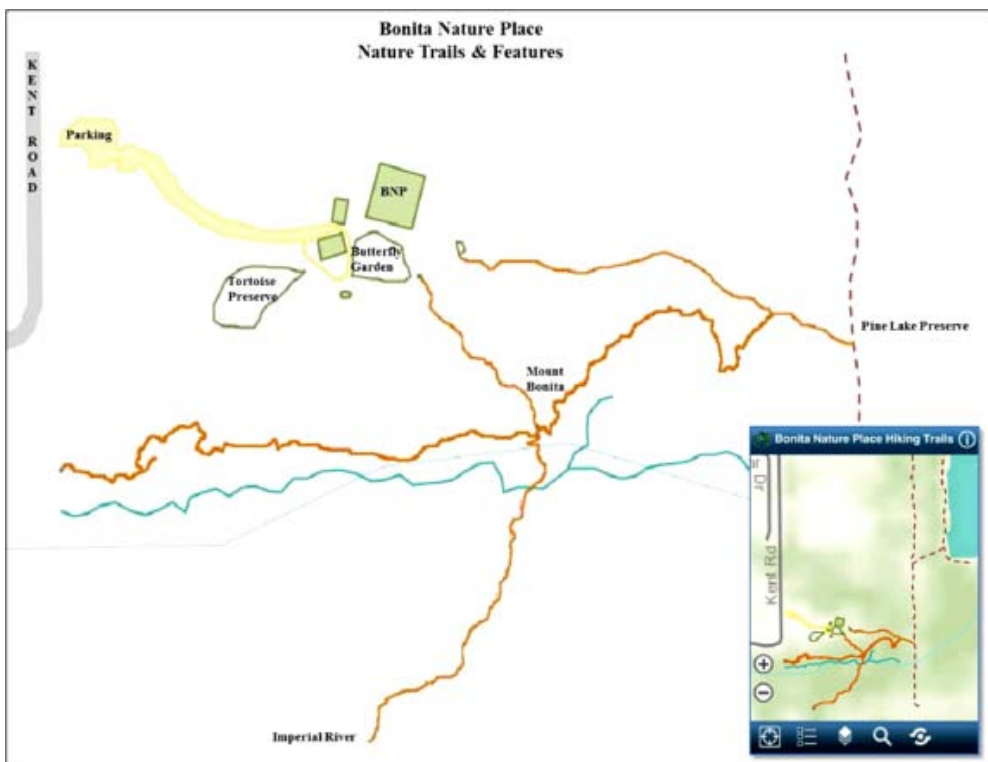 Bonita Nature Place
Nature Trails & Features
KENT ROAD
Parking
BNP
Butterfly
Garden
Tortoise
Preserve
Pine Lake Preserve
Mount
Bonita
Imperial River
Bonita Nature Place Hiking Trails
Dr
Kent Rd